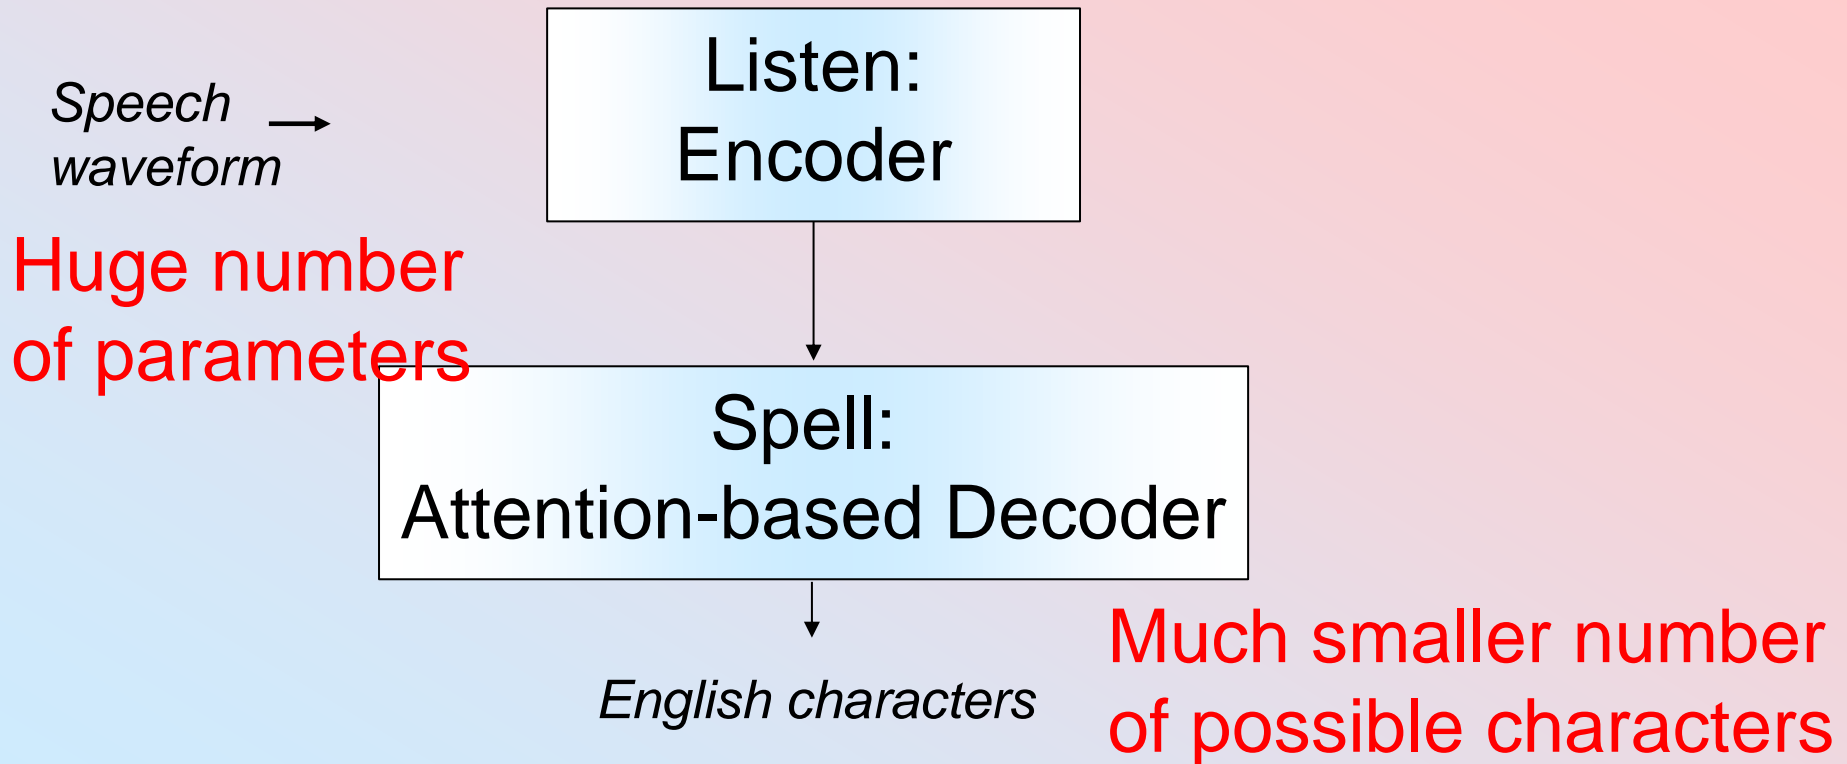 Listen:
Encoder
Speech
waveform
Huge number
of parameters
Spell:
Attention-based Decoder
English characters
Much smaller number
of possible characters